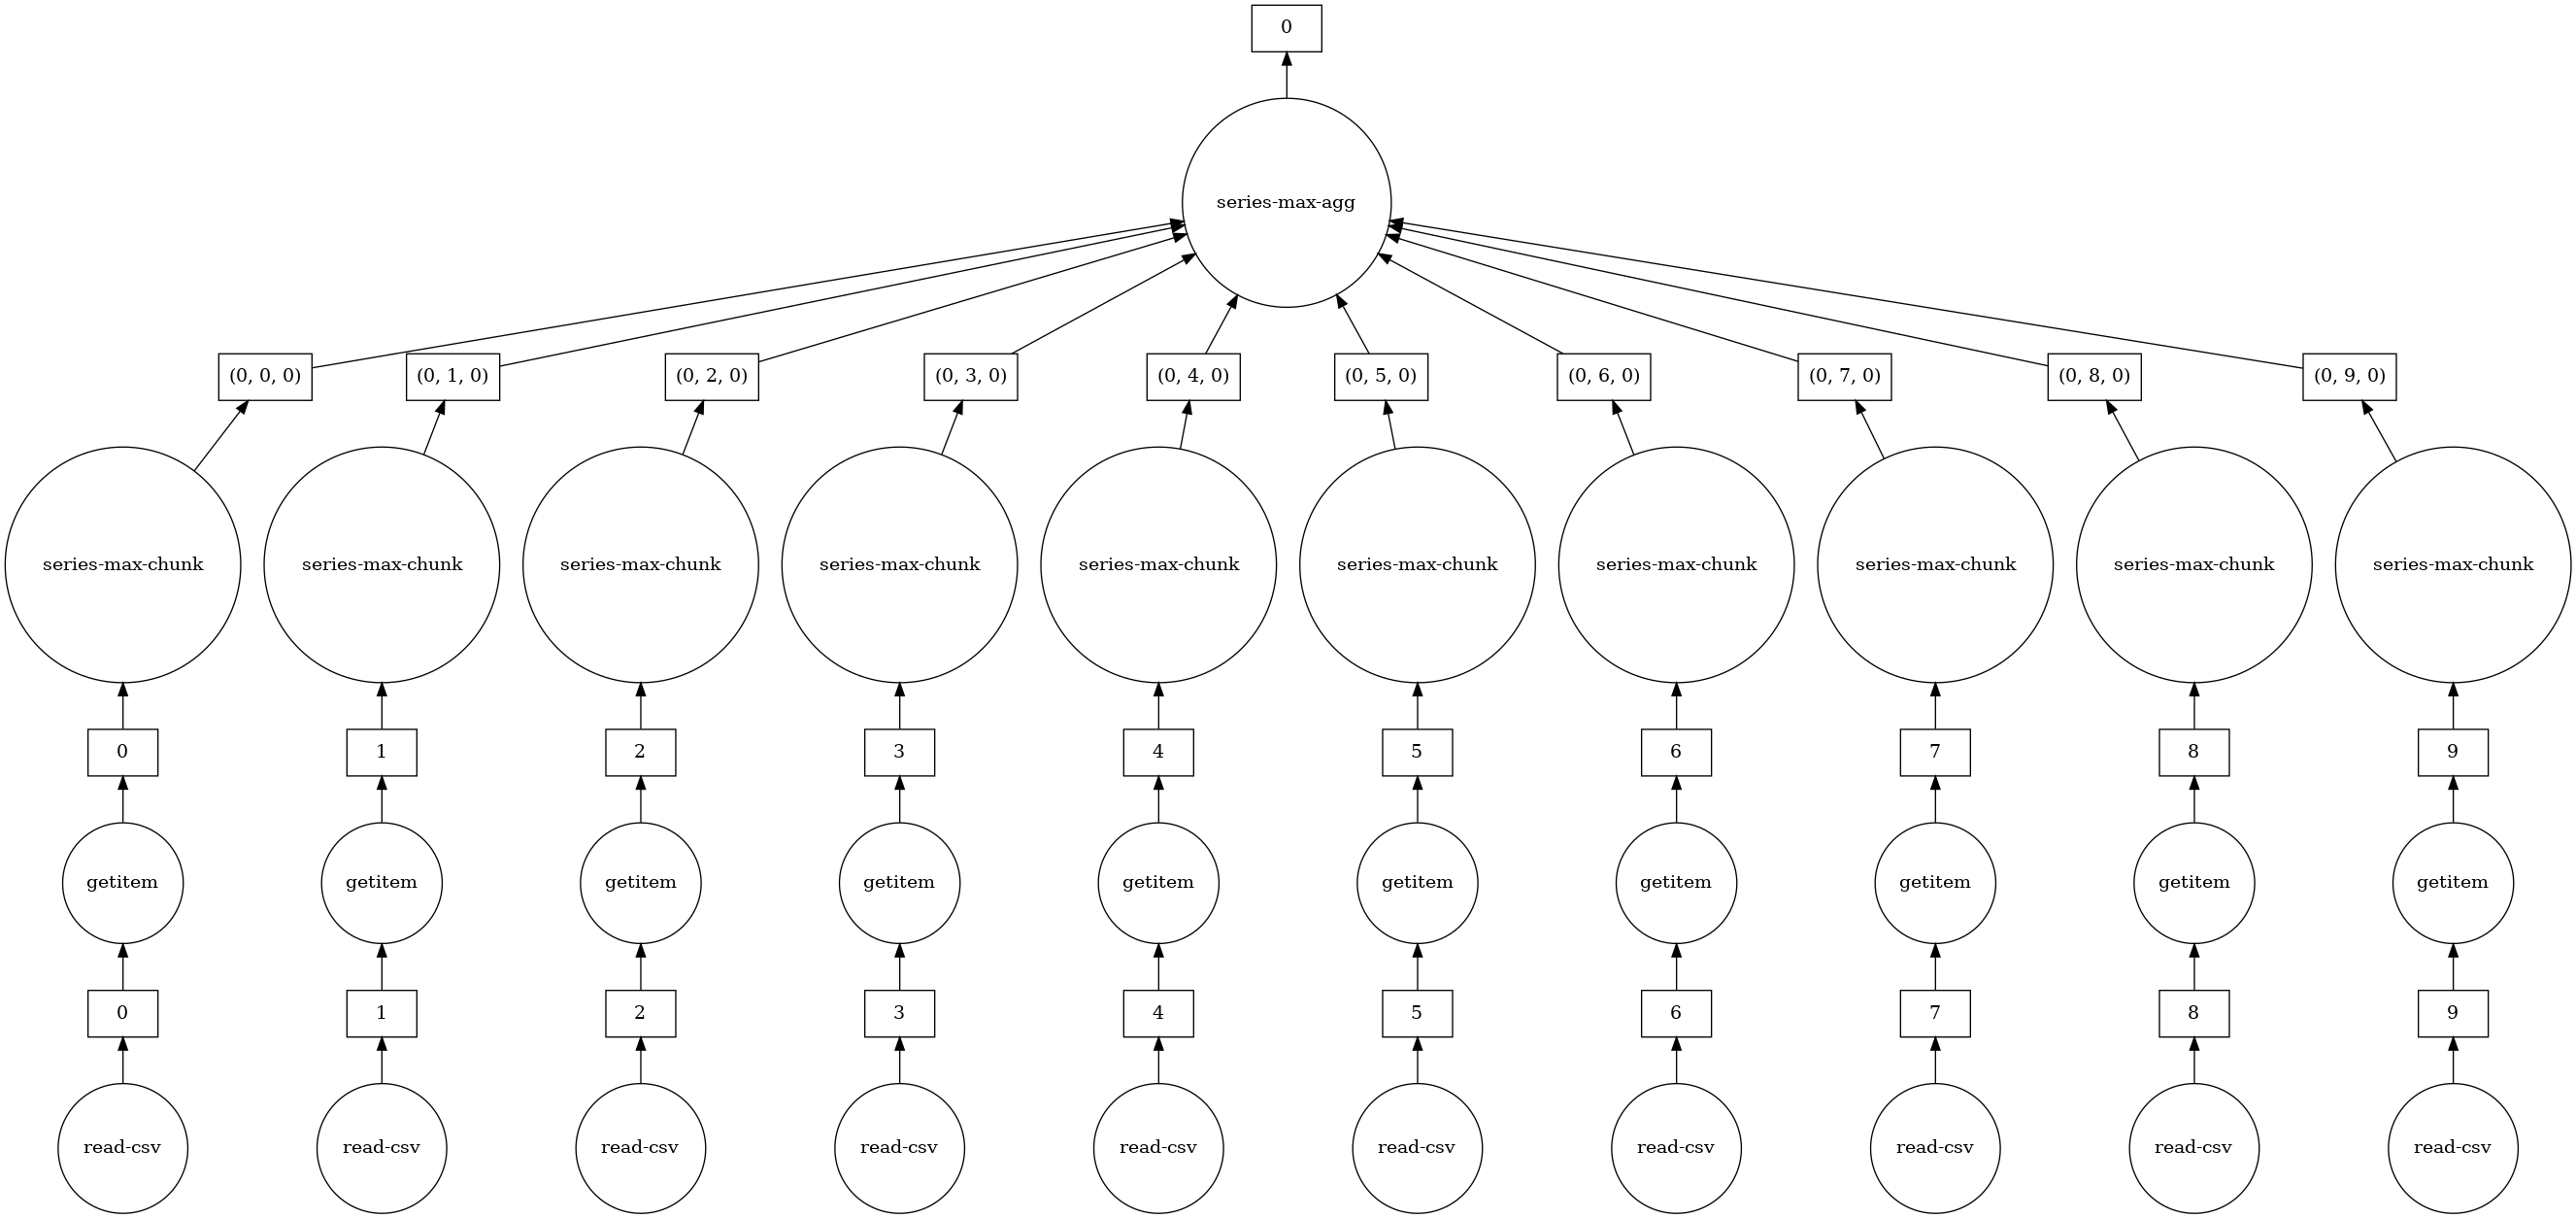 0
series-max-agg
(0, 0, 0) (0, 1, 0) (0, 2, 0) (0, 3, 0) (0, 4, 0) (0, 5, 0) (0, 6, 0) (0, 7, 0) (0, 8, 0) (0, 9, 0)
series-max-chunk series-max-chunk series-max-chunk series-max-chunk series-max-chunk series-max-chunk series-max-chunk series-max-chunk series-max-chunk series-max-chunk
0 1 2 3 4 5 6 7 8 9
getitem getitem getitem getitem getitem getitem getitem getitem getitem getitem
0 1 2 3 4 5 6 7 8 9
read-csv read-csv read-csv read-csv read-csv read-csv read-csv read-csv read-csv read-csv